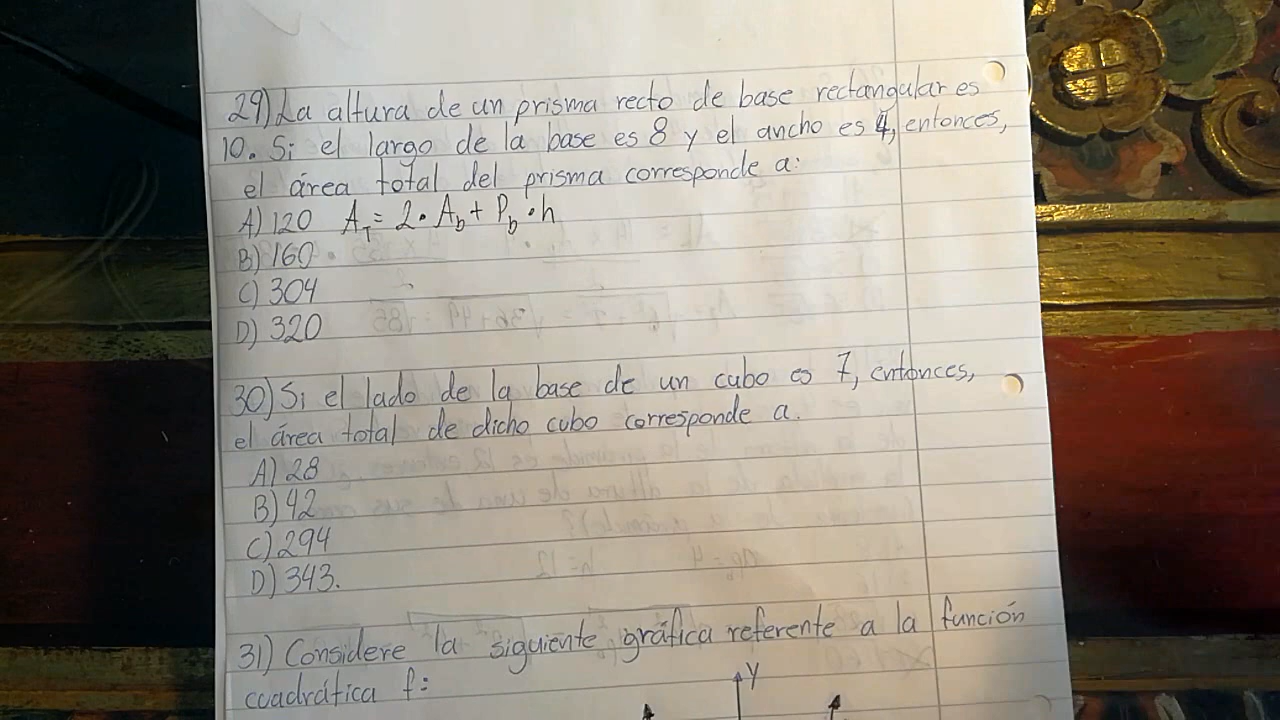 29) La altura de un prisma recto de base rectangular es
10. Si el largo de la base es 8 y el ancho es 4, entonces,
el área total del prisma corresponde a:
A) 120 A_T = 2 • A_b + P_b • h
B) 160
C) 304
D) 320
30) Si el lado de la base de un cubo es 7, entonces,
el área total de dicho cubo corresponde a.
A) 28
B) 42
C) 294
D) 343.
31) Considere la siguiente gráfica referente a la función
cuadrática f:
Y